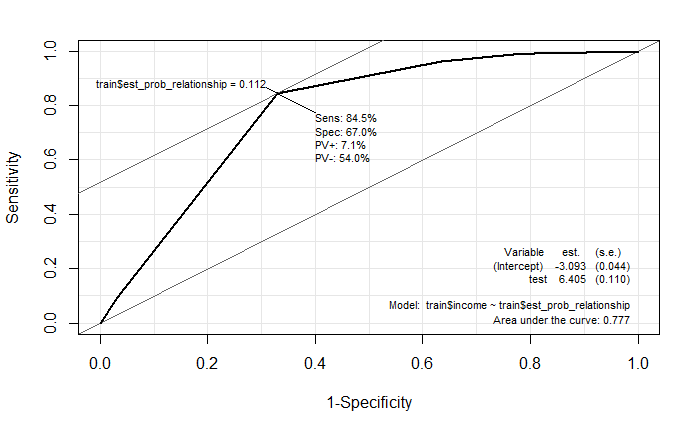 Sensitivity
1.0
0.8
0.6
0.4
0.2
0.0
train$est_prob_relationship = 0.112
Sens: 84.5%
Spec: 67.0%
PV+: 7.1%
PV-: 54.0%
Variable est. (s.e.)
(Intercept) -3.093 (0.044)
test 6.405 (0.110)
Model: train$income ~ train$est_prob_relationship
Area under the curve: 0.777
0.0 0.2 0.4 0.6 0.8 1.0
1-Specificity